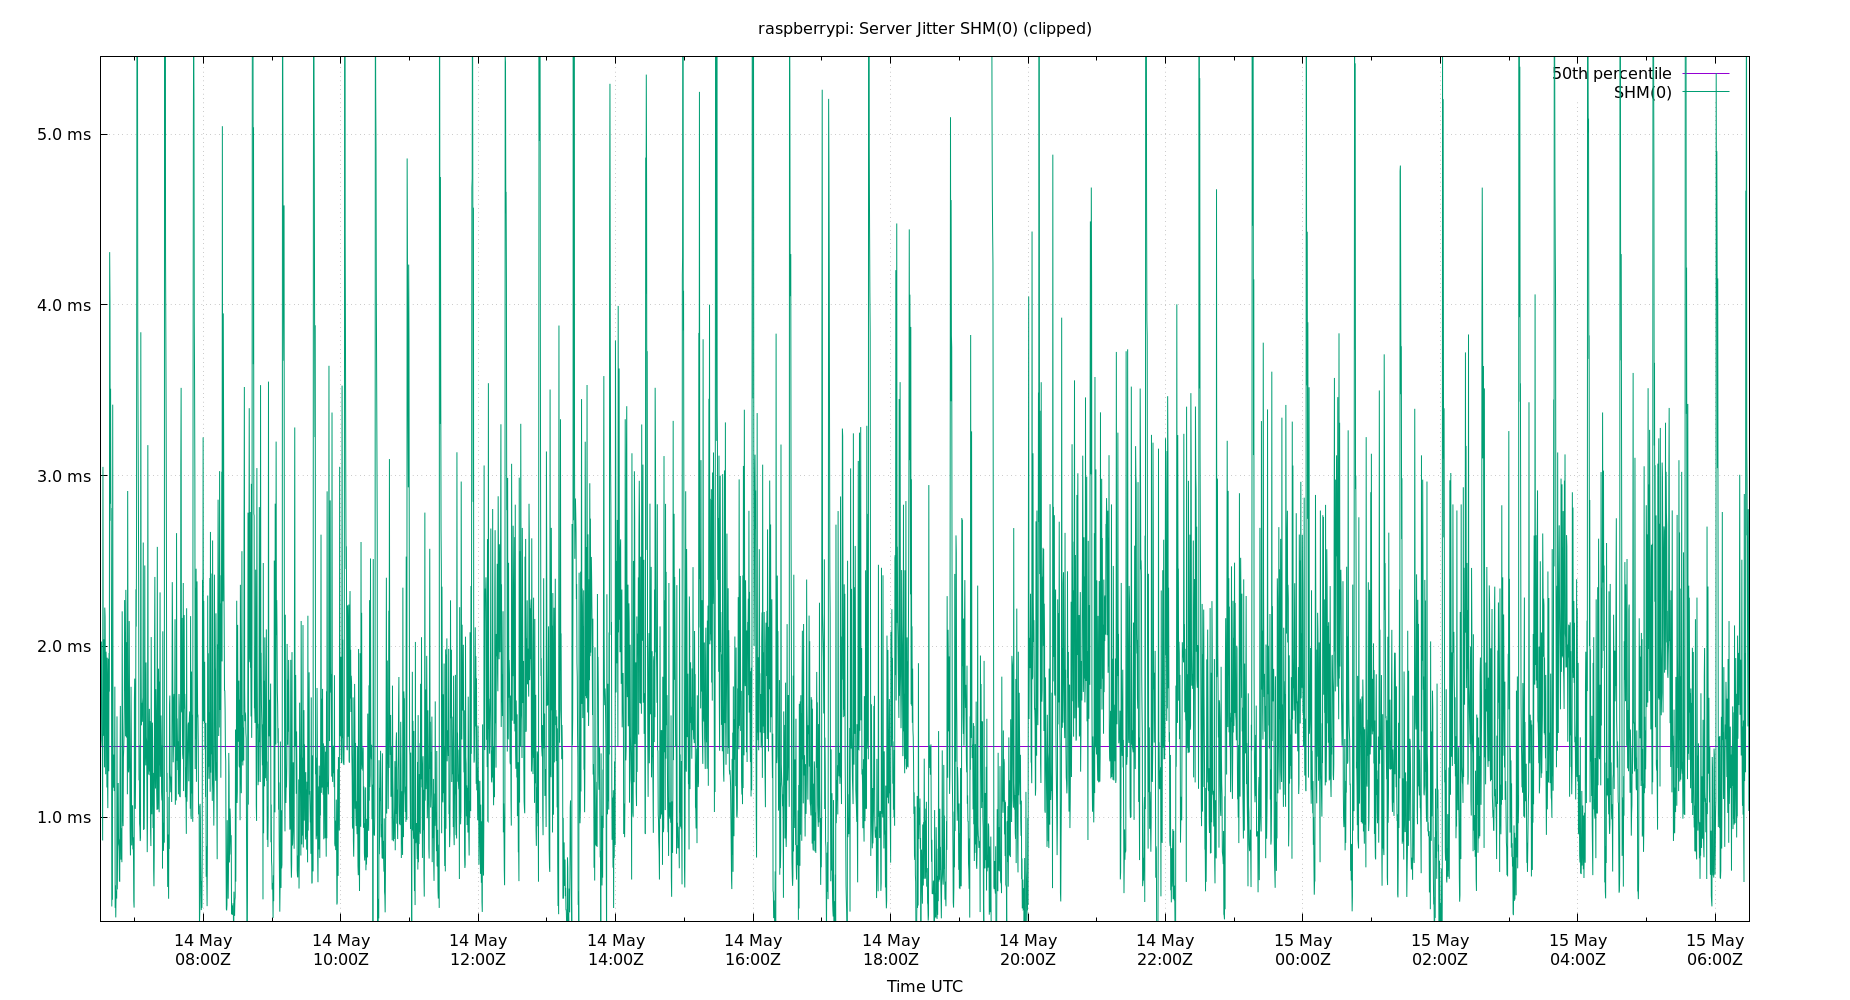 raspberrypi: Server Jitter SHM(0) (clipped)
50th percentile
SHM(0)
5.0 ms
4.0 ms
3.0 ms
2.0 ms
1.0 ms
14 May 14 May 14 May 14 May 14 May 14 May 14 May 14 May 15 May 15 May 15 May 15 May
08:00Z 10:00Z 12:00Z 14:00Z 16:00Z 18:00Z 20:00Z 22:00Z 00:00Z 02:00Z 04:00Z 06:00Z
Time UTC